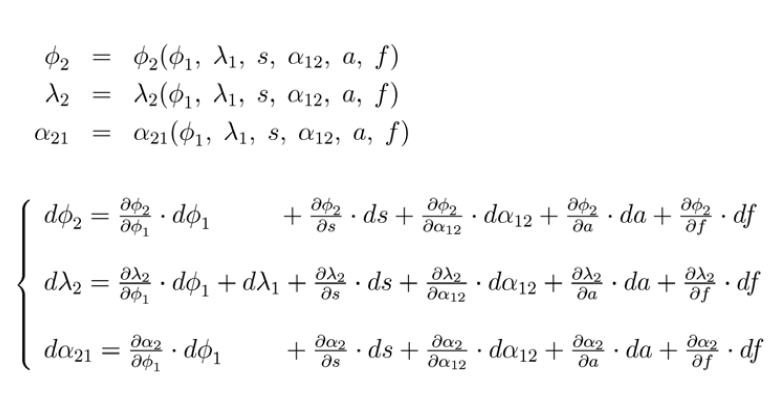 ϕ₂ = ϕ₂(ϕ₁, λ₁, s, α₁₂, a, f)
λ₂ = λ₂(ϕ₁, λ₁, s, α₁₂, a, f)
α₂₁ = α₂₁(ϕ₁, λ₁, s, α₁₂, a, f)
dϕ₂ = ∂ϕ₂/∂ϕ₁ · dϕ₁ + ∂ϕ₂/∂s · ds + ∂ϕ₂/∂α₁₂ · dα₁₂ + ∂ϕ₂/∂a · da + ∂ϕ₂/∂f · df
dλ₂ = ∂λ₂/∂ϕ₁ · dϕ₁ + dλ₁ + ∂λ₂/∂s · ds + ∂λ₂/∂α₁₂ · dα₁₂ + ∂λ₂/∂a · da + ∂λ₂/∂f · df
dα₂₁ = ∂α₂/∂ϕ₁ · dϕ₁ + ∂α₂/∂s · ds + ∂α₂/∂α₁₂ · dα₁₂ + ∂α₂/∂a · da + ∂α₂/∂f · df